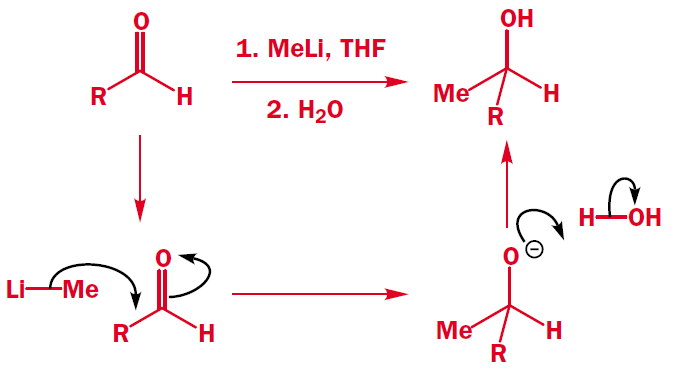 O
R H
1. MeLi, THF
2. H₂O
OH
Me H
R
Li Me
O
R H
O ⊖
Me H
R
H OH